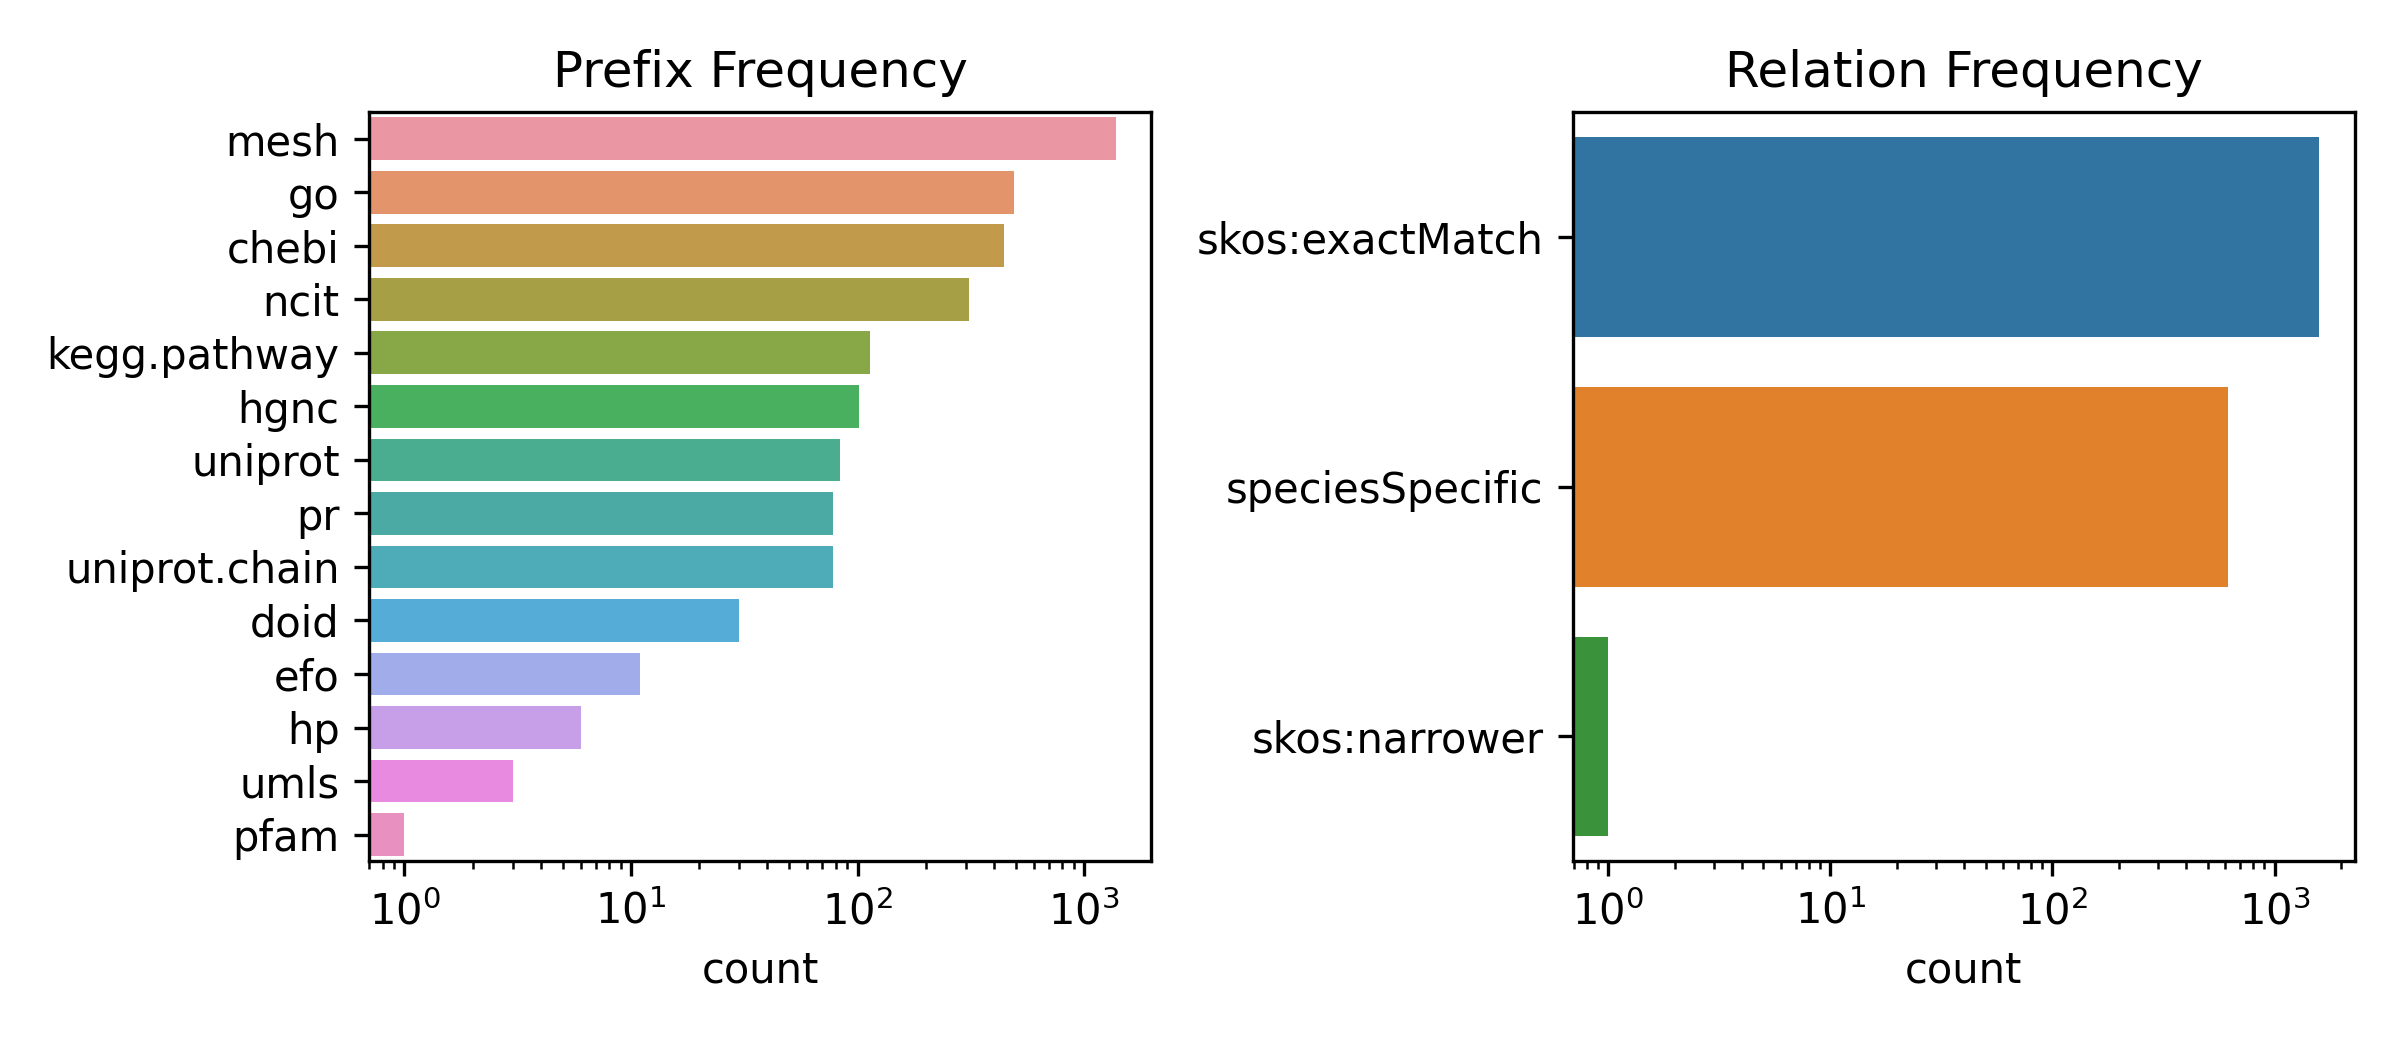 Prefix Frequency
mesh
go
chebi
ncit
kegg.pathway
hgnc
uniprot
pr
uniprot.chain
doid
efo
hp
umls
pfam
10⁰ 10¹ 10² 10³
count
Relation Frequency
skos:exactMatch
speciesSpecific
skos:narrower
10⁰ 10¹ 10² 10³
count